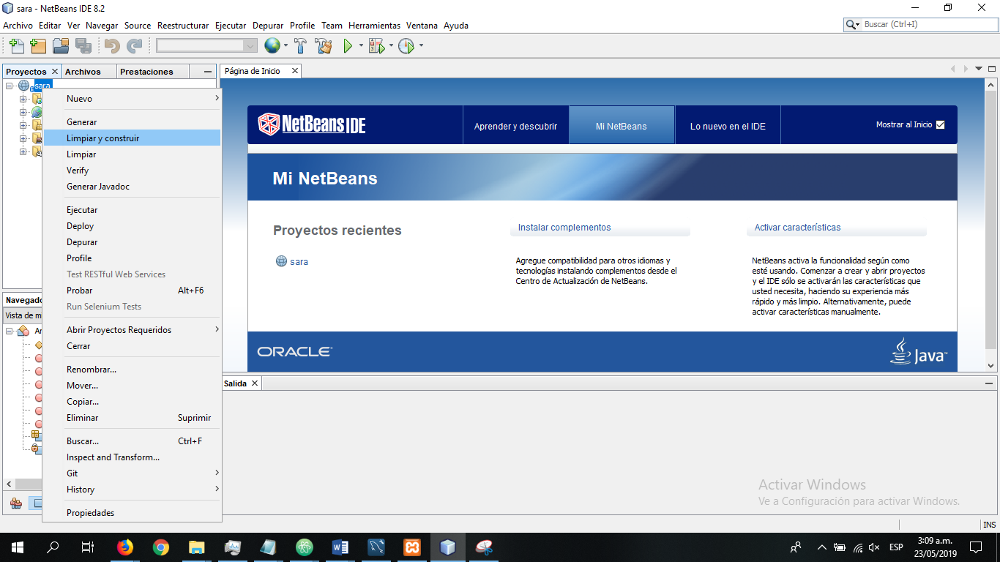 sara - NetBeans IDE 8.2
Archivo Editar Ver Navegar Source Reestructurar Ejecutar Depurar Profile Team Herramientas Ventana Ayuda
Buscar (Ctrl+I)
Proyectos Archivos Prestaciones
Página de Inicio
sara
Nuevo
Generar
Limpiar y construir
Limpiar
Verify
Generar Javadoc
Ejecutar
Deploy
Depurar
Profile
Test RESTful Web Services
Probar Alt+F6
Run Selenium Tests
Abrir Proyectos Requeridos
Cerrar
Renombrar...
Mover...
Copiar...
Eliminar Suprimir
Buscar... Ctrl+F
Inspect and Transform...
Git
History
Propiedades
Navegado
Vista de mi
NetBeans IDE
Aprender y descubrir
Mi NetBeans
Lo nuevo en el IDE
Mostrar al Inicio
Mi NetBeans
Proyectos recientes
sara
Instalar complementos
Agregue compatibilidad para otros idiomas y
tecnologías instalando complementos desde el
Centro de Actualización de NetBeans.
Activar características
NetBeans activa la funcionalidad según como
esté usando. Comenzar a crear y abrir proyectos
y el IDE sólo se activarán las características que
usted necesita, haciendo su experiencia más
rápido y más limpio. Alternativamente, puede
activar características manualmente.
ORACLE
Java
Salida
Activar Windows
Ve a Configuración para activar Windows.
INS
ESP
3:09 a.m.
23/05/2019